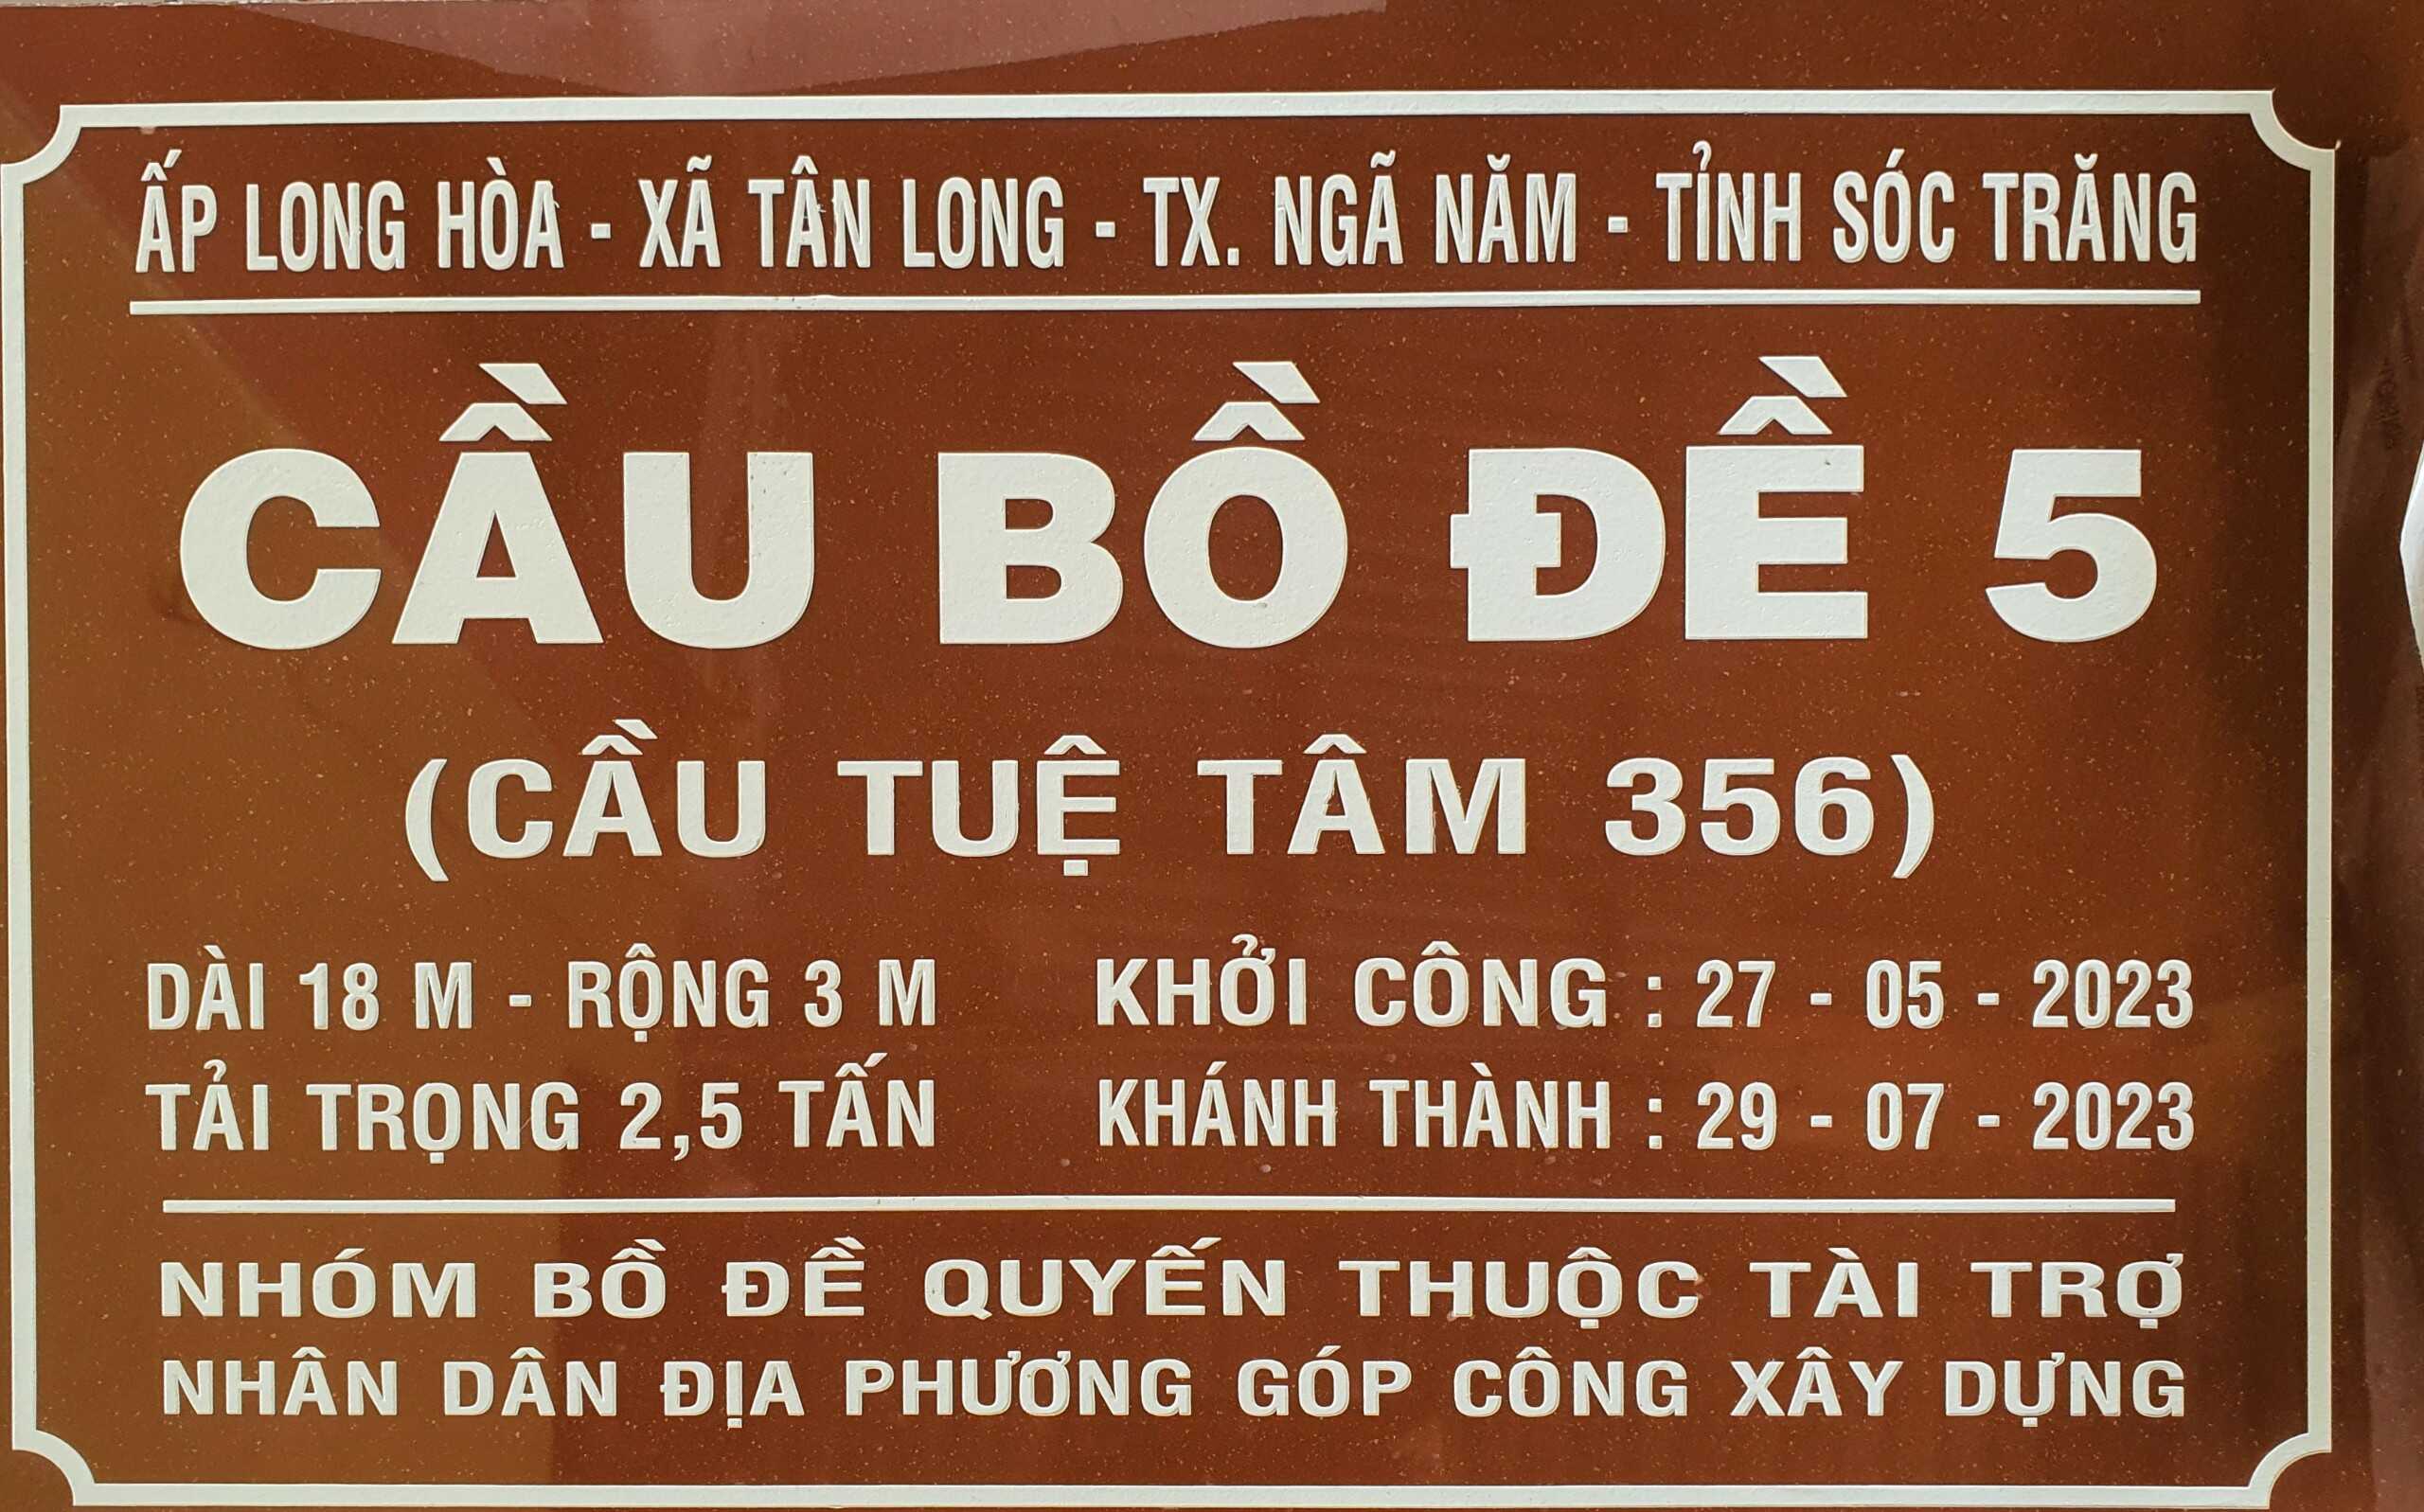 ẤP LONG HÒA - XÃ TÂN LONG - TX. NGÃ NĂM - TỈNH SÓC TRĂNG
CẦU BỒ ĐỀ 5
(CẦU TUỆ TÂM 356)
DÀI 18 M - RỘNG 3 M KHỞI CÔNG : 27 - 05 - 2023
TẢI TRỌNG 2,5 TẤN KHÁNH THÀNH : 29 - 07 - 2023
NHÓM BỒ ĐỀ QUYẾN THUỘC TÀI TRỢ
NHÂN DÂN ĐỊA PHƯƠNG GÓP CÔNG XÂY DỰNG